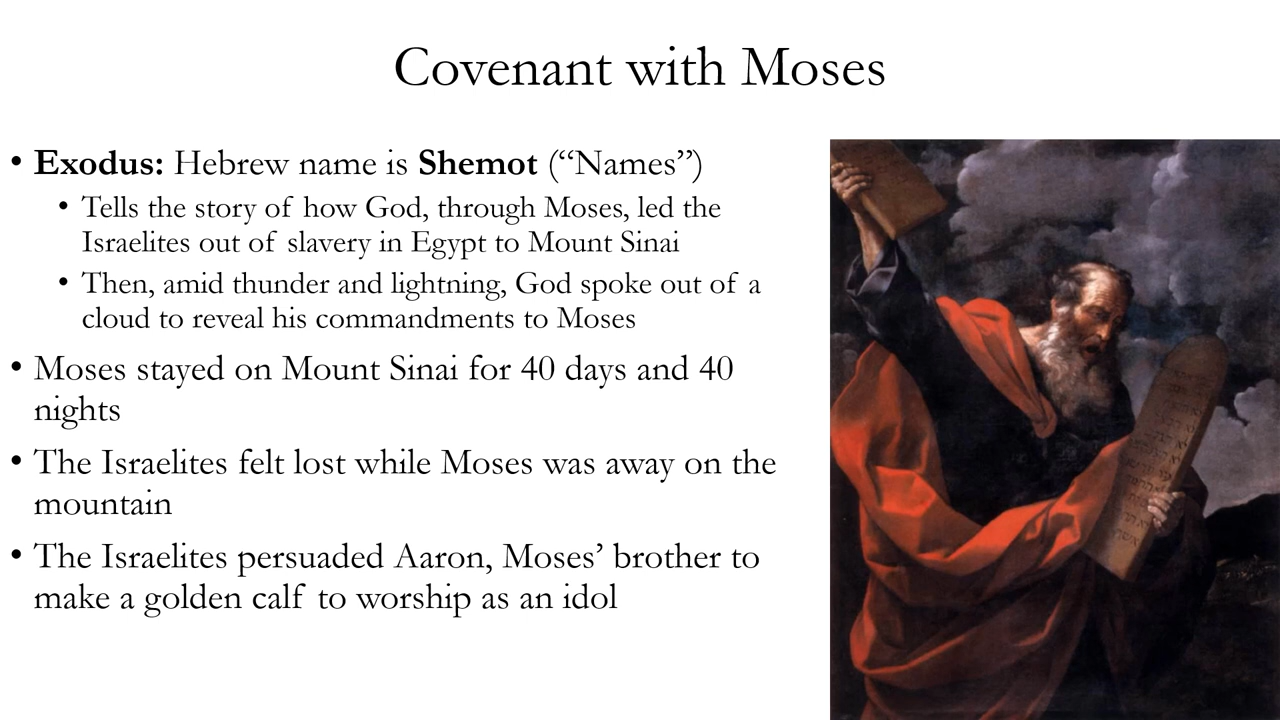 Covenant with Moses
• Exodus: Hebrew name is Shemot (“Names”)
• Tells the story of how God, through Moses, led the
Israelites out of slavery in Egypt to Mount Sinai
• Then, amid thunder and lightning, God spoke out of a
cloud to reveal his commandments to Moses
• Moses stayed on Mount Sinai for 40 days and 40
nights
• The Israelites felt lost while Moses was away on the
mountain
• The Israelites persuaded Aaron, Moses’ brother to
make a golden calf to worship as an idol